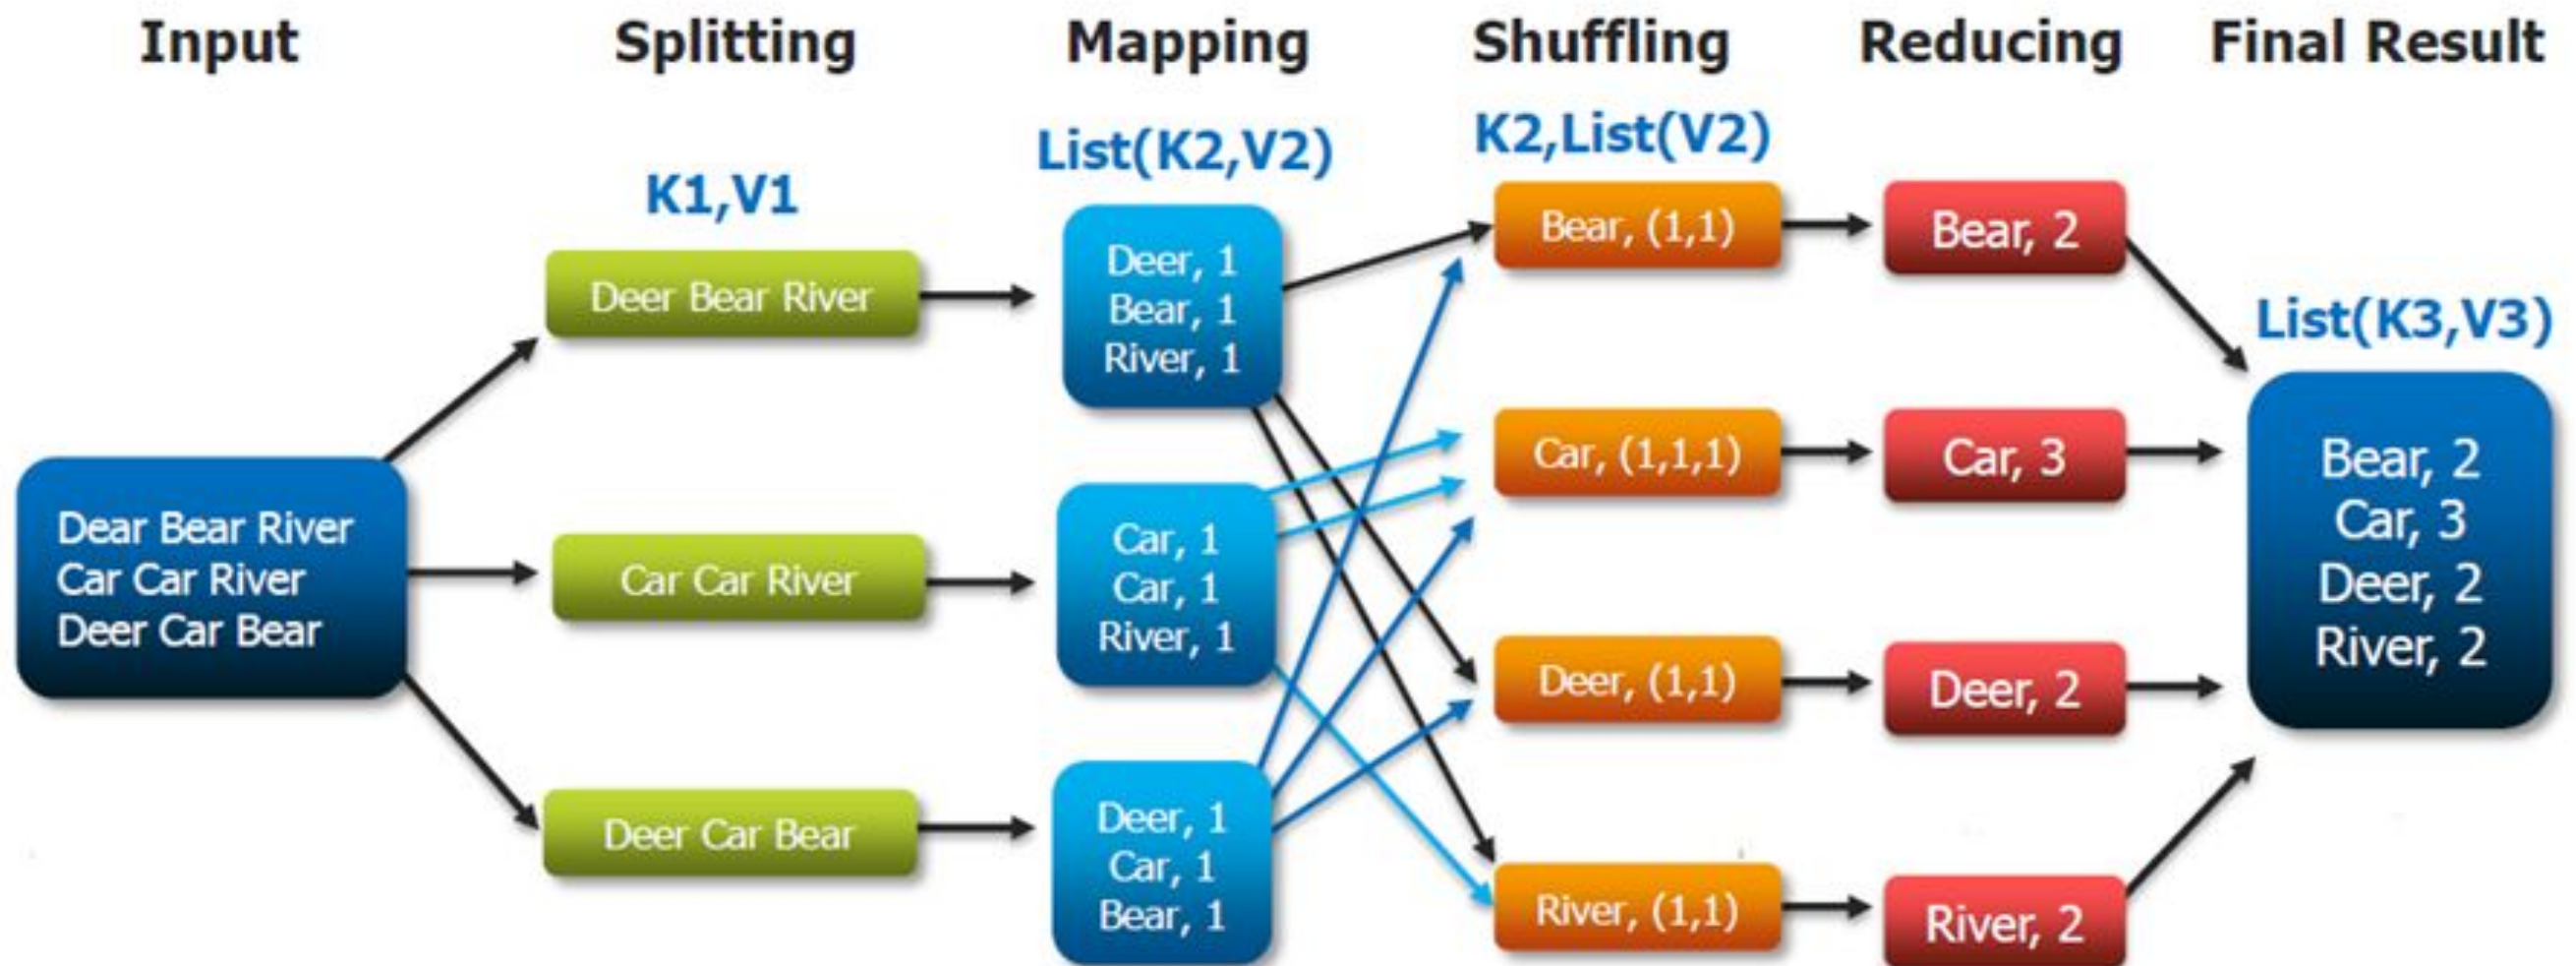 Input
Splitting
Mapping
Shuffling
Reducing
Final Result
K1,V1
List(K2,V2)
K2,List(V2)
List(K3,V3)
Dear Bear River
Car Car River
Deer Car Bear
Deer Bear River
Car Car River
Deer Car Bear
Deer, 1
Bear, 1
River, 1
Car, 1
Car, 1
River, 1
Deer, 1
Car, 1
Bear, 1
Bear, (1,1)
Car, (1,1,1)
Deer, (1,1)
River, (1,1)
Bear, 2
Car, 3
Deer, 2
River, 2
Bear, 2
Car, 3
Deer, 2
River, 2